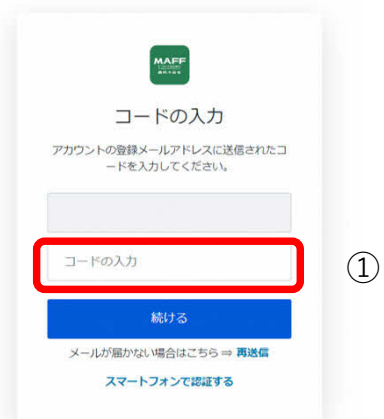 MAFF
コードの入力
アカウントの登録メールアドレスに送信されたコ
ードを入力してください。
コードの入力
①
続ける
メールが届かない場合はこちら ⇒ 再送信
スマートフォンで認証する